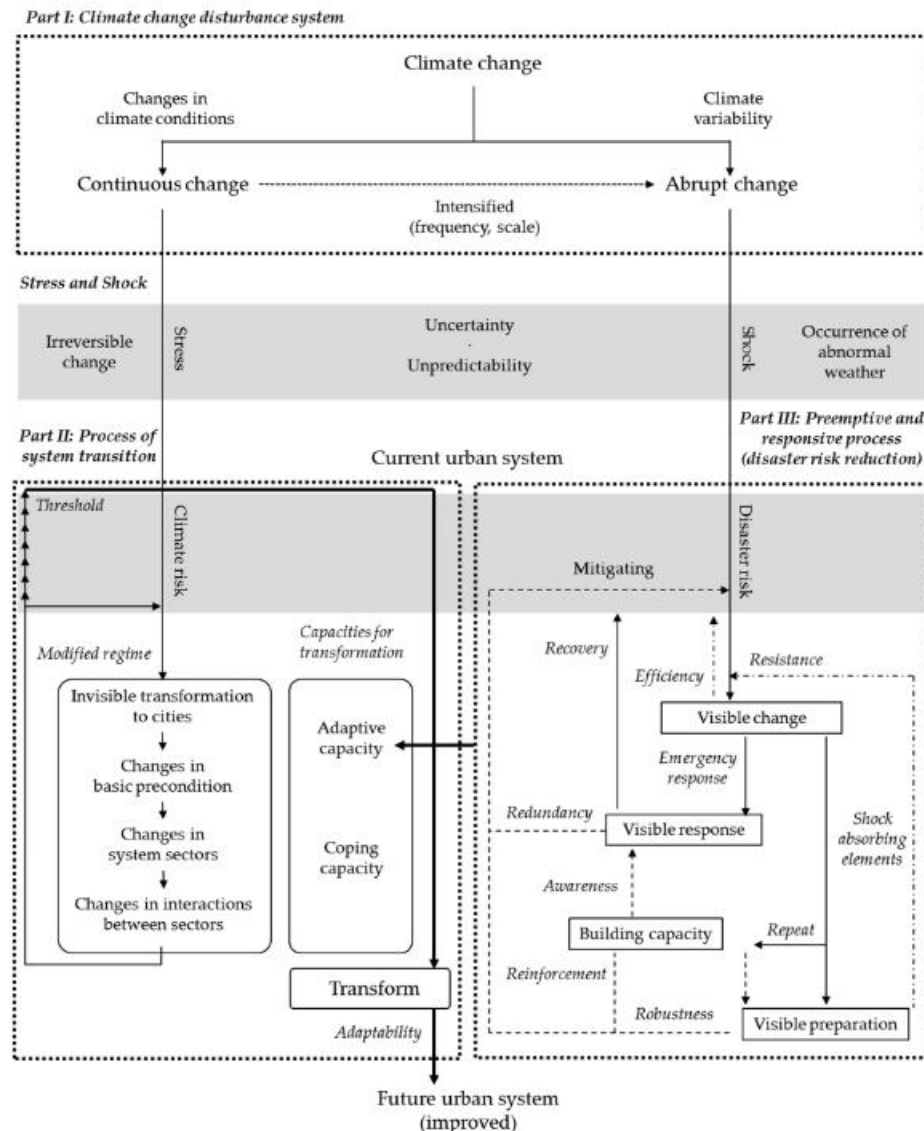 Part I: Climate change disturbance system
Climate change
Changes in
climate conditions
Climate
variability
Continuous change
Abrupt change
Intensified
(frequency, scale)
Stress and Shock
Irreversible
change
Stress
Uncertainty
·
Unpredictability
Shock
Occurrence of
abnormal
weather
Part II: Process of
system transition
Part III: Preemptive and
responsive process
(disaster risk reduction)
Current urban system
Threshold
Climate risk
Disaster risk
Mitigating
Modified regime
Capacities for
transformation
Recovery
Efficiency
Resistance
Invisible transformation
to cities
Changes in
basic precondition
Changes in
system sectors
Changes in interactions
between sectors
Adaptive
capacity
Coping
capacity
Visible change
Emergency
response
Redundancy
Visible response
Shock
absorbing
elements
Awareness
Building capacity
Repeat
Reinforcement
Robustness
Visible preparation
Transform
Adaptability
Future urban system
(improved)